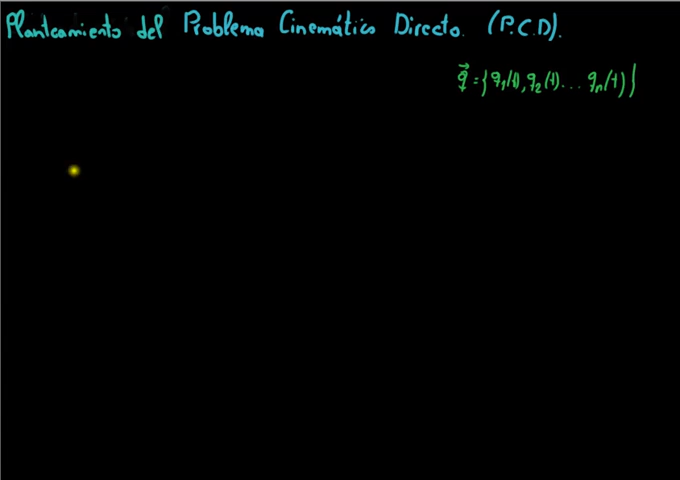 Planteamiento del Problema Cinemático Directo. (P.C.D).
q⃗ = {q₁(t), q₂(t)... qₙ(t)}